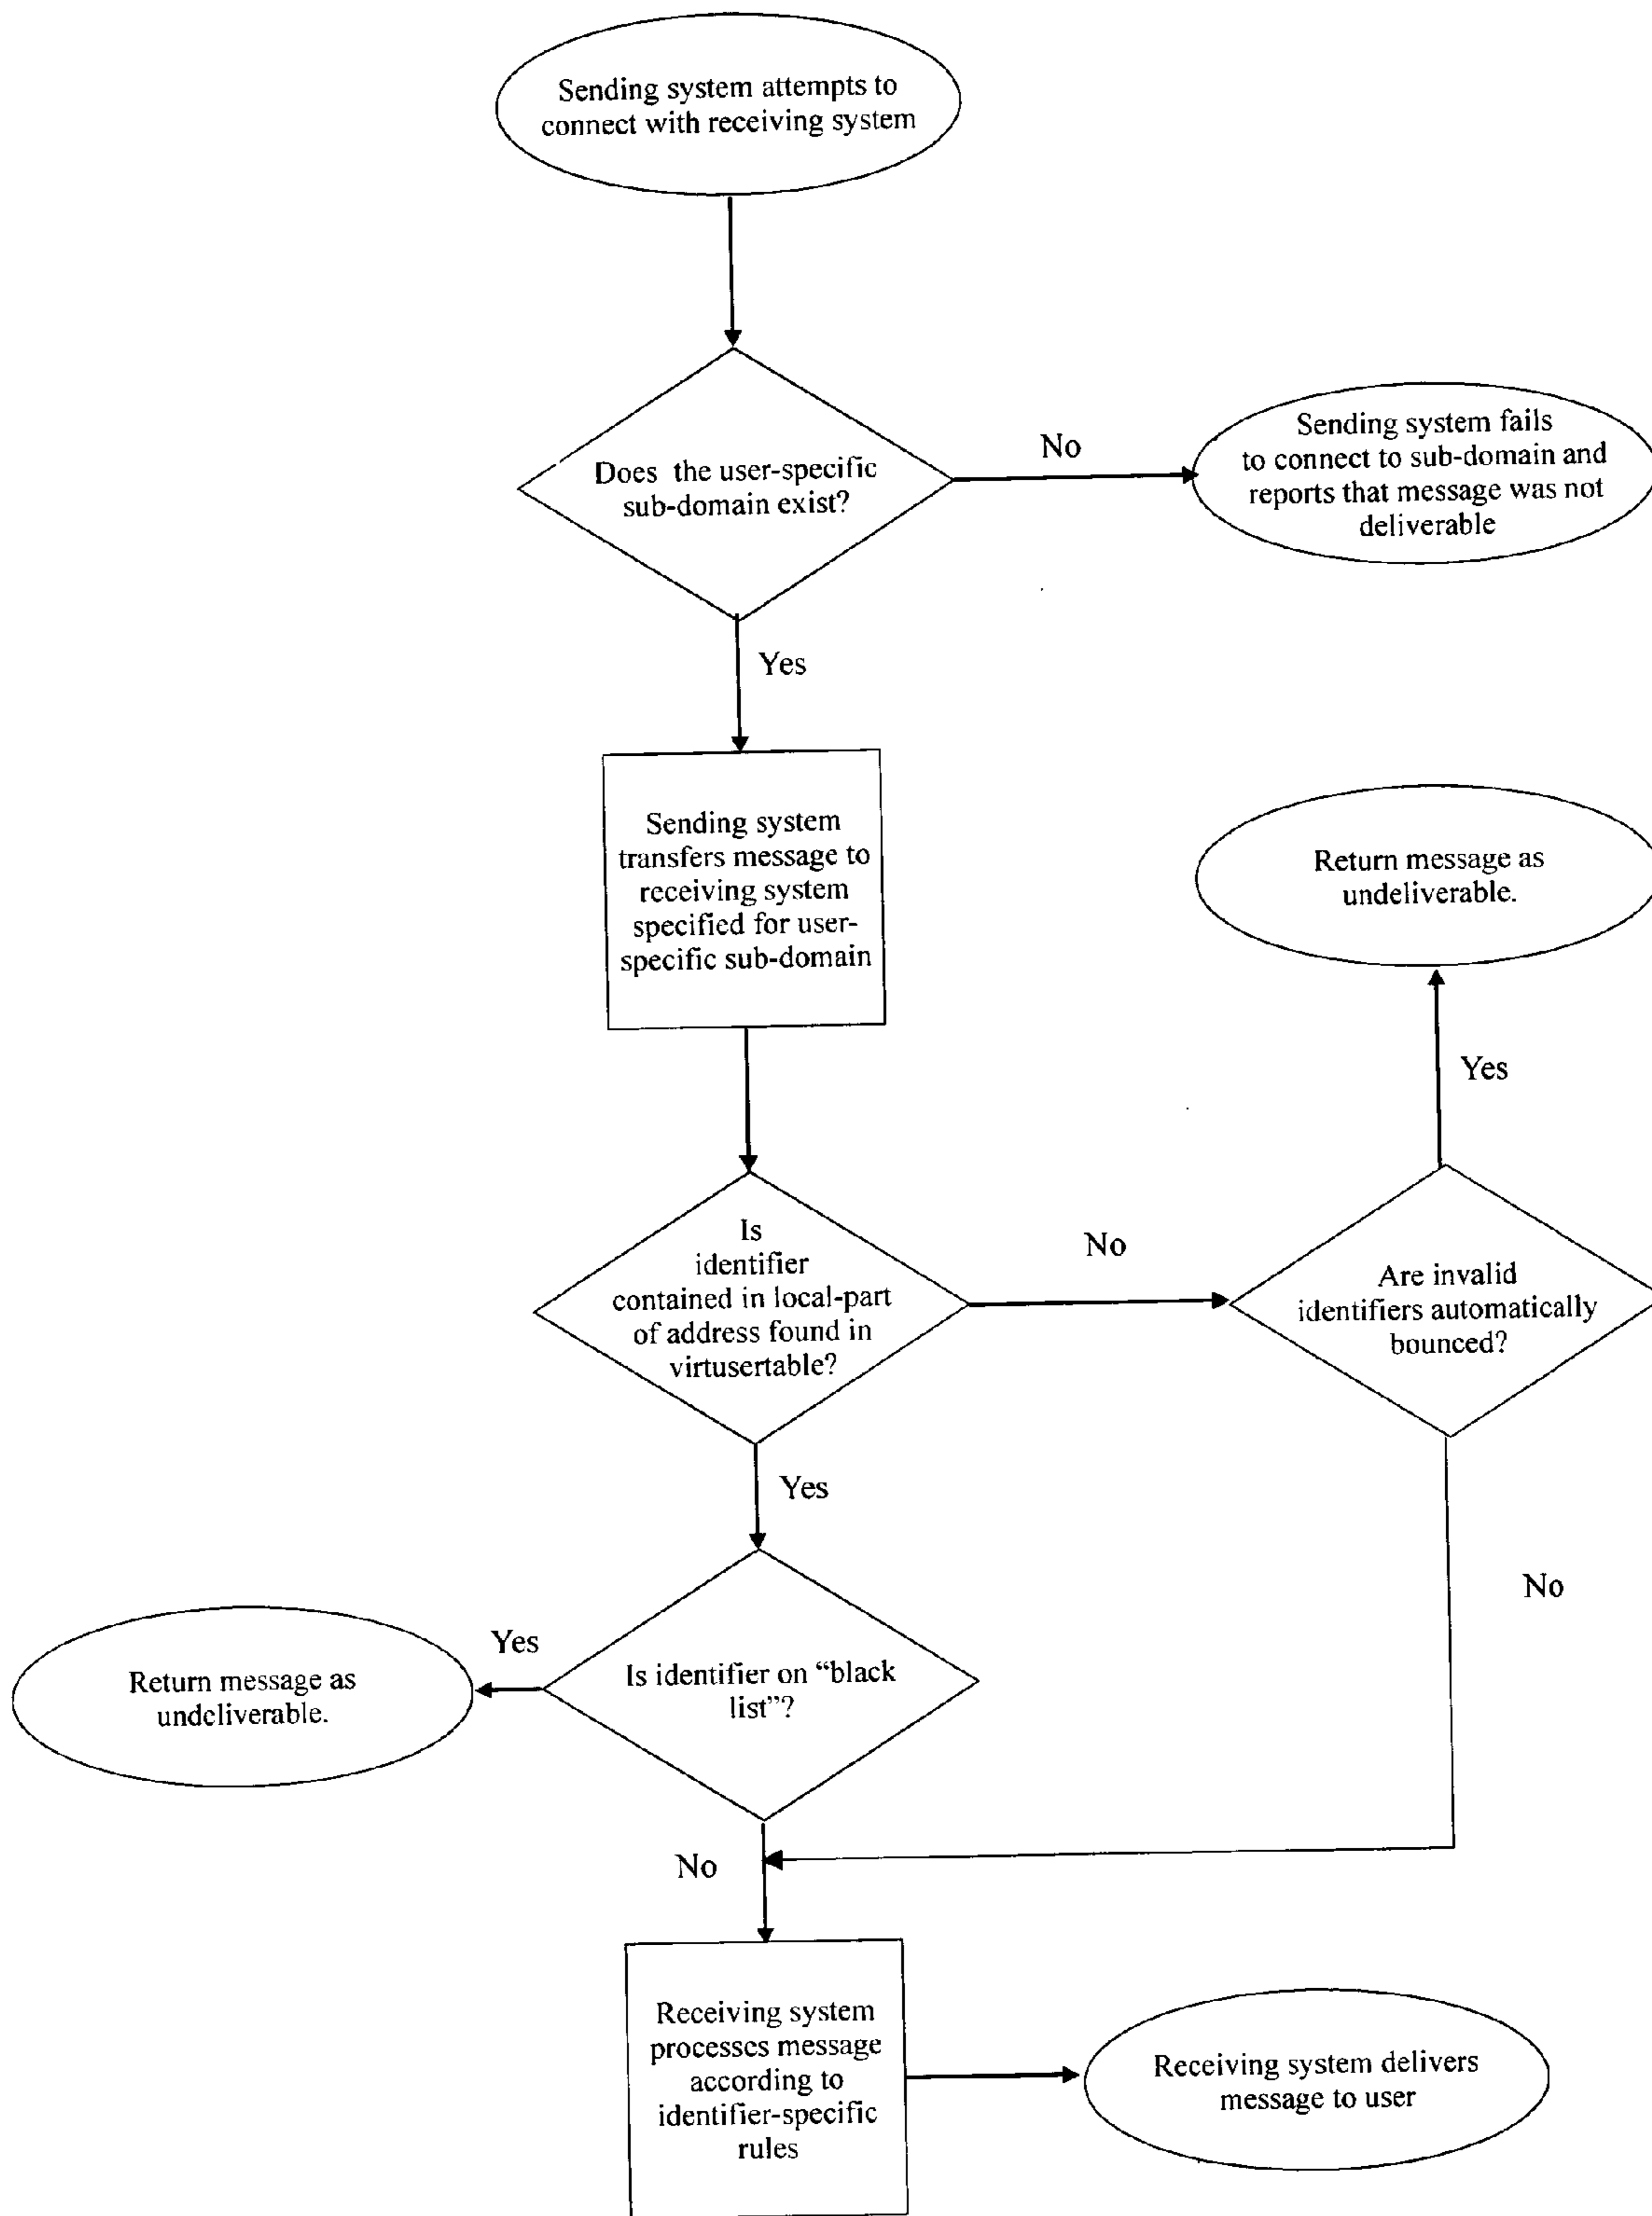 Sending system attempts to
connect with receiving system
Does the user-specific
sub-domain exist?
No
Sending system fails
to connect to sub-domain and
reports that message was not
deliverable
Yes
Sending system
transfers message to
receiving system
specified for user-
specific sub-domain
Return message as
undeliverable.
Yes
Is
identifier
contained in local-part
of address found in
virtusertable?
No
Are invalid
identifiers automatically
bounced?
Yes
No
Is identifier on “black
list”?
Yes
Return message as
undeliverable.
No
Receiving system
processes message
according to
identifier-specific
rules
Receiving system delivers
message to user